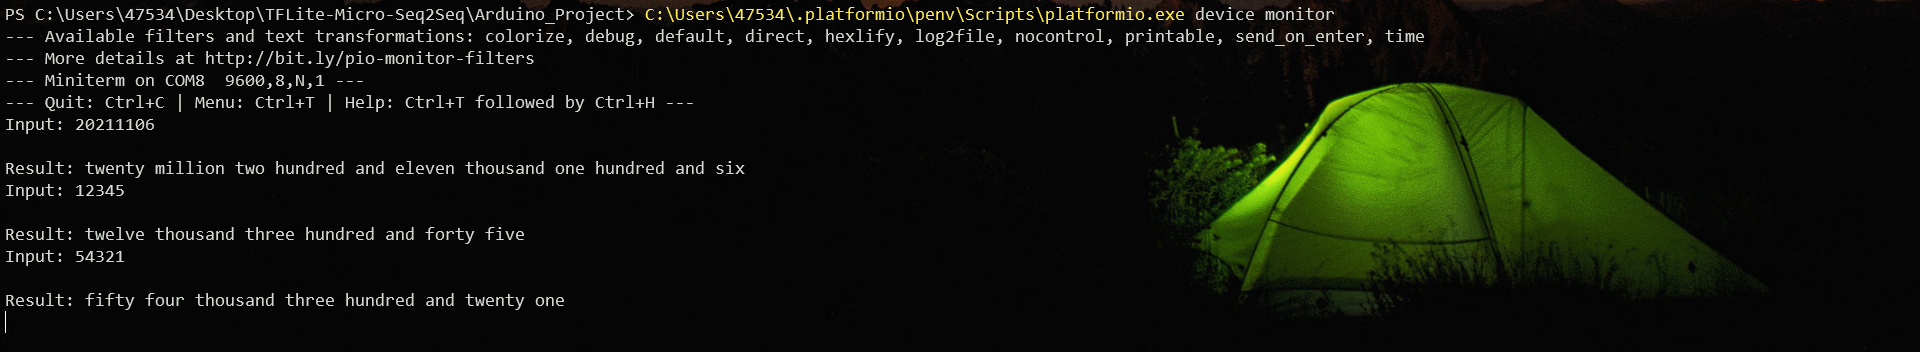 PS C:\Users\47534\Desktop\TFLite-Micro-Seq2Seq\Arduino_Project> C:\Users\47534\.platformio\penv\Scripts\platformio.exe device monitor
--- Available filters and text transformations: colorize, debug, default, direct, hexlify, log2file, nocontrol, printable, send_on_enter, time
--- More details at http://bit.ly/pio-monitor-filters
--- Miniterm on COM8  9600,8,N,1 ---
--- Quit: Ctrl+C | Menu: Ctrl+T | Help: Ctrl+T followed by Ctrl+H ---
Input: 20211106
Result: twenty million two hundred and eleven thousand one hundred and six
Input: 12345
Result: twelve thousand three hundred and forty five
Input: 54321
Result: fifty four thousand three hundred and twenty one